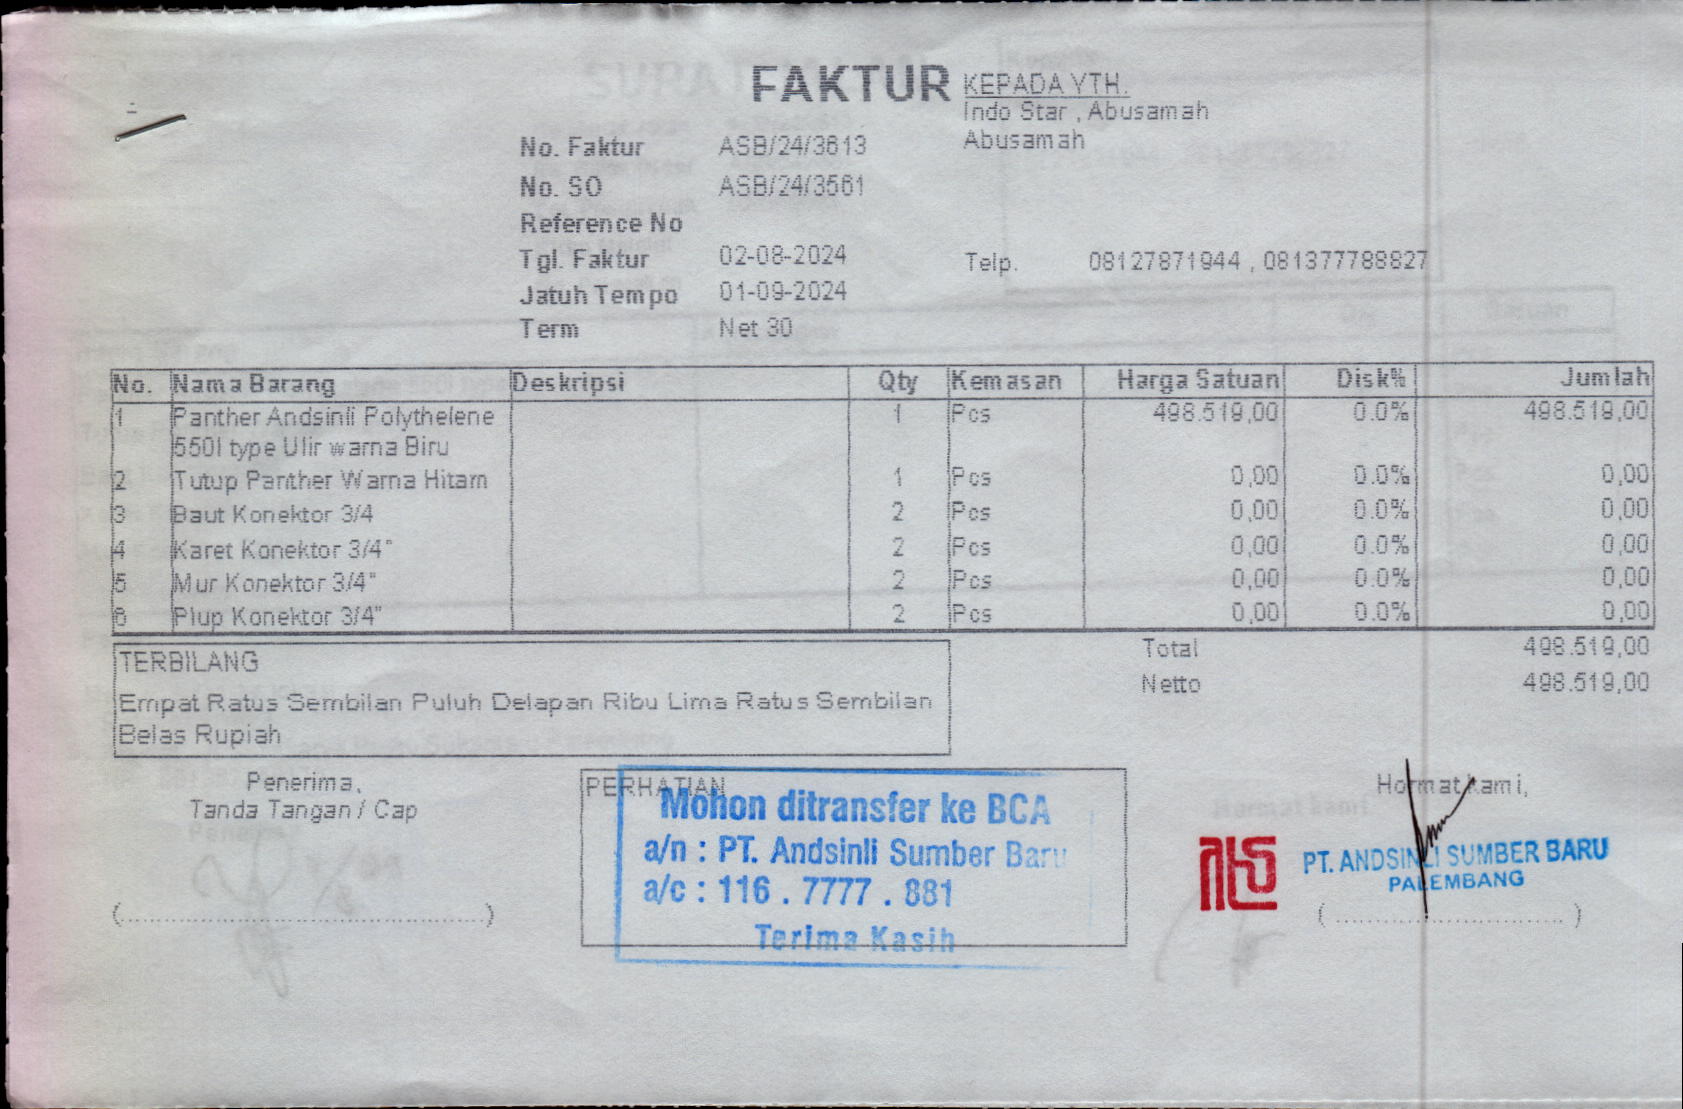 FAKTUR
KEPADA YTH.
Indo Star , Abusamah
Abusamah
No. Faktur ASB/24/3613
No. SO ASB/24/3561
Reference No
Tgl. Faktur 02-08-2024
Telp. 08127871944 , 081377788827
Jatuh Tempo 01-09-2024
Term Net 30
No. Nama Barang Deskripsi Qty Kemasan Harga Satuan Disk% Jumlah
1 Panther Andsinli Polythelene 1 Pcs 498.519,00 0.0% 498.519,00
550l type Ulir warna Biru
2 Tutup Panther Warna Hitam 1 Pcs 0,00 0.0% 0,00
3 Baut Konektor 3/4 2 Pcs 0,00 0.0% 0,00
4 Karet Konektor 3/4" 2 Pcs 0,00 0.0% 0,00
5 Mur Konektor 3/4" 2 Pcs 0,00 0.0% 0,00
6 Plup Konektor 3/4" 2 Pcs 0,00 0.0% 0,00
Total 498.519,00
Netto 498.519,00
TERBILANG
Empat Ratus Sembilan Puluh Delapan Ribu Lima Ratus Sembilan
Belas Rupiah
Penerima,
Tanda Tangan / Cap
PERHATIAN
Mohon ditransfer ke BCA
a/n : PT. Andsinli Sumber Baru
a/c : 116 . 7777 . 881
Terima Kasih
Hormat kami,
PT. ANDSINLI SUMBER BARU
PALEMBANG